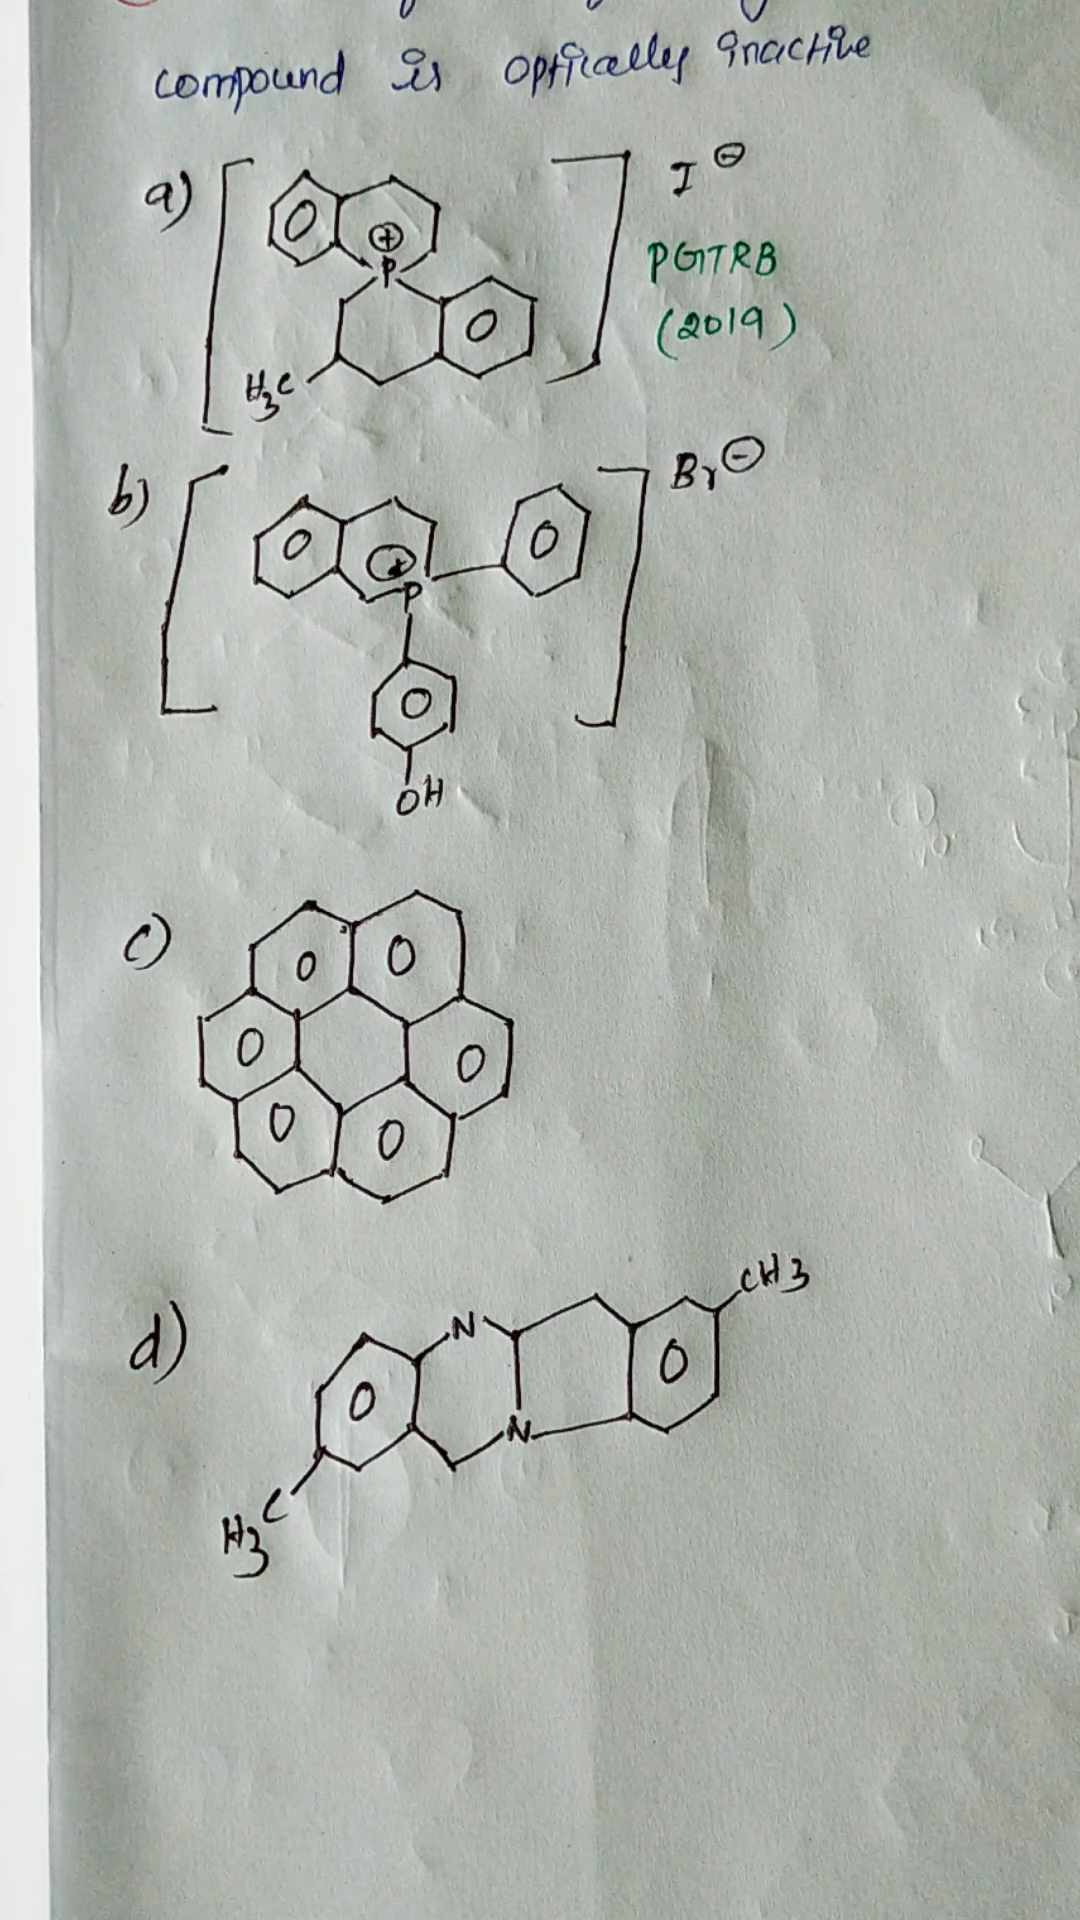 compound is optically inactive
a)
I⊖
⊕
P
PGTRB
(2019)
H3C
b)
Br⊖
⊕
P
OH
c)
d)
CH3
N
N
H3C